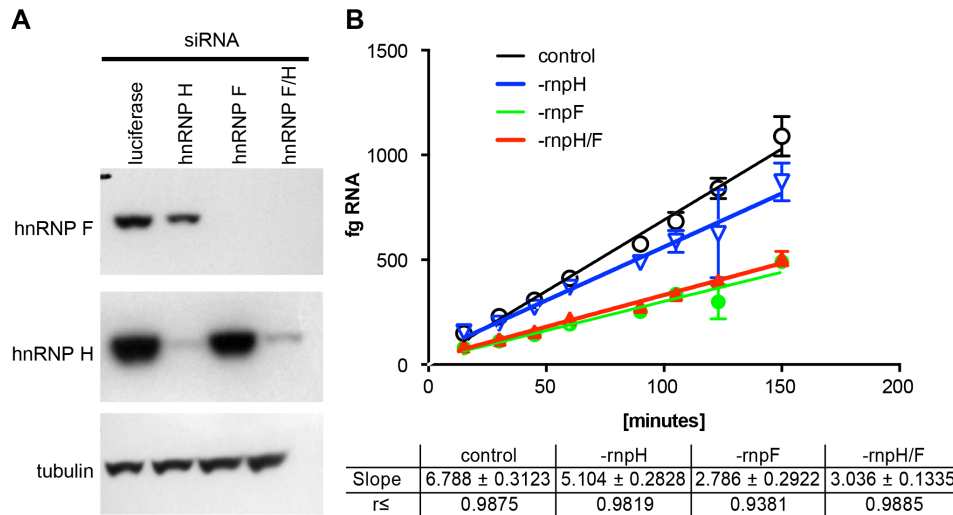 A
siRNA
luciferase
hnRNP H
hnRNP F
hnRNP F/H
hnRNP F
hnRNP H
tubulin
B
control
-rnpH
-rnpF
-rnpH/F
fg RNA
1500
1000
500
0
0 50 100 150 200
[minutes]
control -rnpH -rnpF -rnpH/F
Slope 6.788 ± 0.3123 5.104 ± 0.2828 2.786 ± 0.2922 3.036 ± 0.1335
r≤ 0.9875 0.9819 0.9381 0.9885